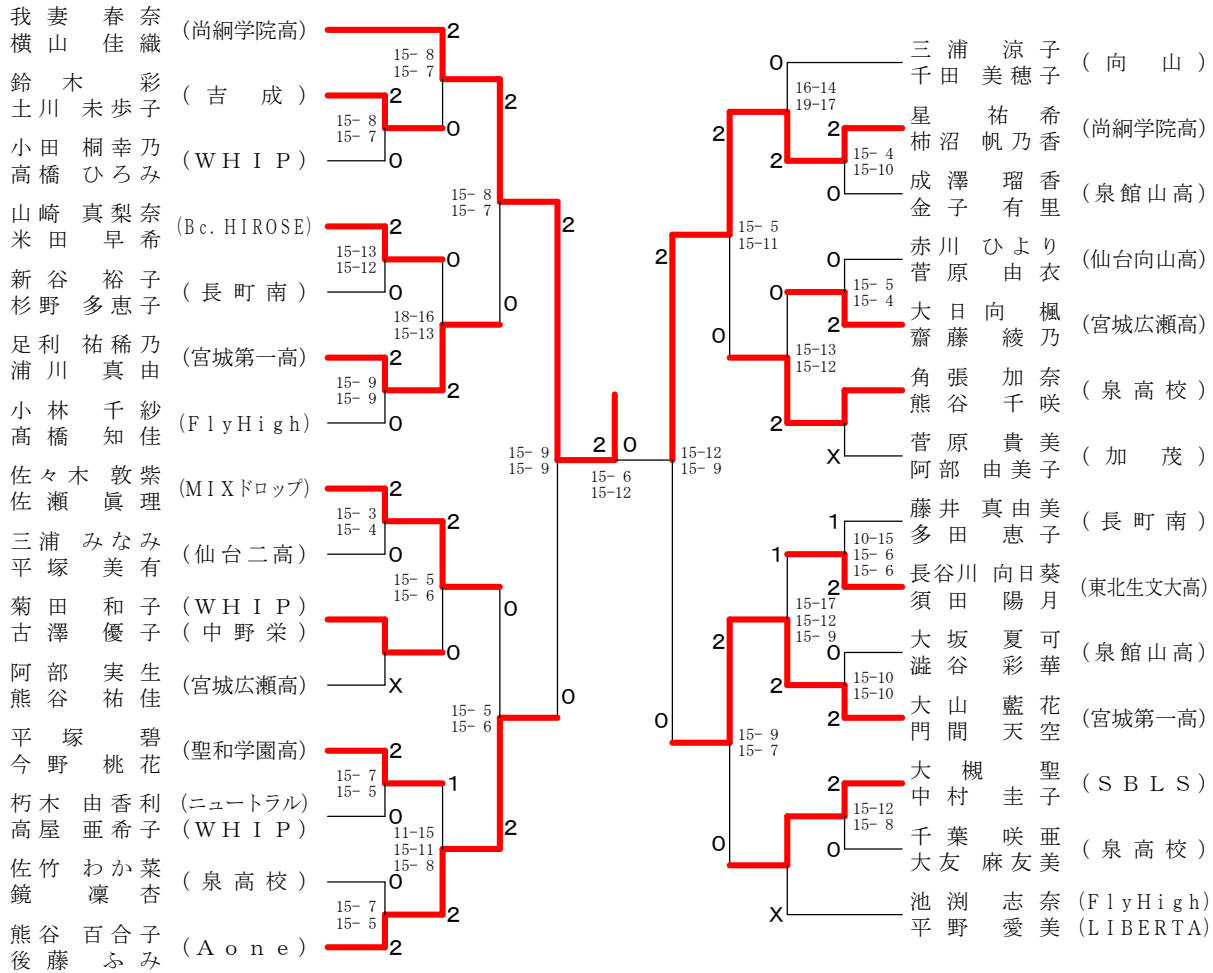 我妻 春奈
横山 佳織
(尚絅学院高)
2
15- 8
15- 7
鈴木 彩
土川 未歩子
(吉成)
2
15- 8
15- 7
0
小田 桐幸乃
高橋 ひろみ
(WHIP)
0
2
15- 8
15- 7
山崎 真梨奈
米田 早希
(Bc. HIROSE)
2
15-13
15-12
0
新谷 裕子
杉野 多恵子
(長町南)
0
18-16
15-13
0
足利 祐稀乃
浦川 真由
(宮城第一高)
2
15- 9
15- 9
2
小林 千紗
髙橋 知佳
(FlyHigh)
0
2
15- 9
15- 9
佐々木 敦紫
佐瀬 眞理
(MIXドロップ)
2
15- 3
15- 4
2
三浦 みなみ
平塚 美有
(仙台二高)
0
15- 5
15- 6
0
菊田 和子
古澤 優子
(WHIP)
(中野栄)
0
阿部 実生
熊谷 祐佳
(宮城広瀬高)
X
15- 5
15- 6
0
平塚 碧
今野 桃花
(聖和学園高)
2
15- 7
15- 5
1
朽木 由香利
高屋 亜希子
(ニュートラル)
(WHIP)
0
11-15
15-11
15- 8
2
佐竹 わか菜
鏡 凜杏
(泉高校)
0
15- 7
15- 5
2
熊谷 百合子
後藤 ふみ
(Aone)
2
2 0
15- 6
15-12
三浦 涼子
千田 美穂子
(向山)
0
16-14
19-17
2
星 祐希
柿沼 帆乃香
(尚絅学院高)
2
15- 4
15-10
2
成澤 瑠香
金子 有里
(泉館山高)
0
2
15- 5
15-11
赤川 ひより
菅原 由衣
(仙台向山高)
0
15- 5
15- 4
0
大日向 楓
齋藤 綾乃
(宮城広瀬高)
2
0
15-13
15-12
角張 加奈
熊谷 千咲
(泉高校)
2
菅原 貴美
阿部 由美子
(加茂)
X
15-12
15- 9
藤井 真由美
多田 恵子
(長町南)
1
10-15
15- 6
15- 6
1
長谷川 向日葵
須田 陽月
(東北生文大高)
2
15-17
15-12
15- 9
2
大坂 夏可
澁谷 彩華
(泉館山高)
0
15-10
15-10
2
大山 藍花
門間 天空
(宮城第一高)
2
0
15- 9
15- 7
大槻 聖
中村 圭子
(SBLS)
2
15-12
15- 8
0
千葉 咲亜
大友 麻友美
(泉高校)
0
池渕 志奈
平野 愛美
(FlyHigh)
(LIBERTA)
X